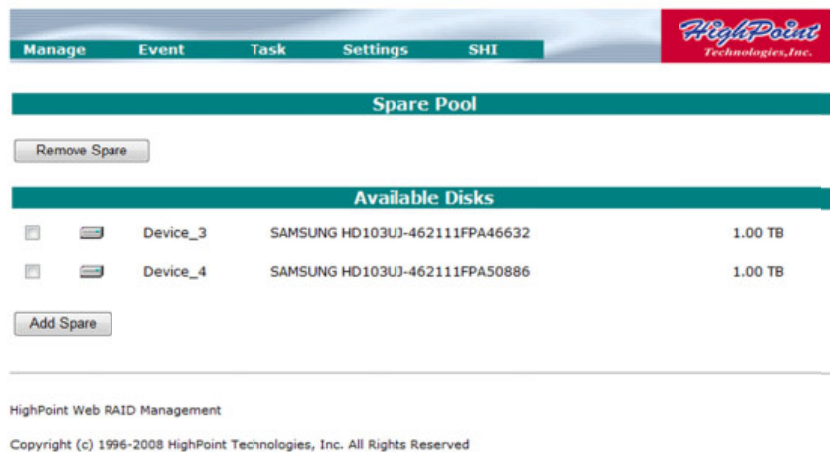 HighPoint
Technologies,Inc.
Manage Event Task Settings SHI
Spare Pool
Remove Spare
Available Disks
Device_3 SAMSUNG HD103UJ-462111FPA46632 1.00 TB
Device_4 SAMSUNG HD103UJ-462111FPA50886 1.00 TB
Add Spare
HighPoint Web RAID Management
Copyright (c) 1996-2008 HighPoint Technologies, Inc. All Rights Reserved